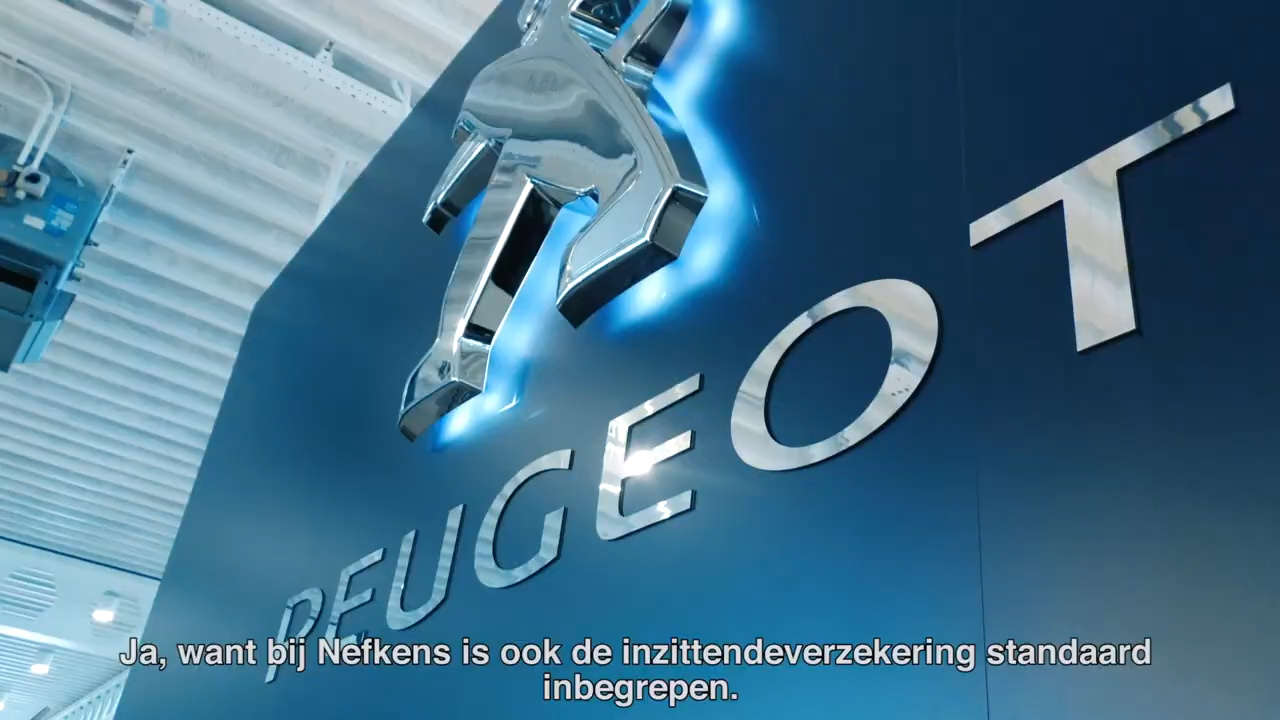 PEUGEOT
Ja, want bij Nefkens is ook de inzittendeverzekering standaard
inbegrepen.